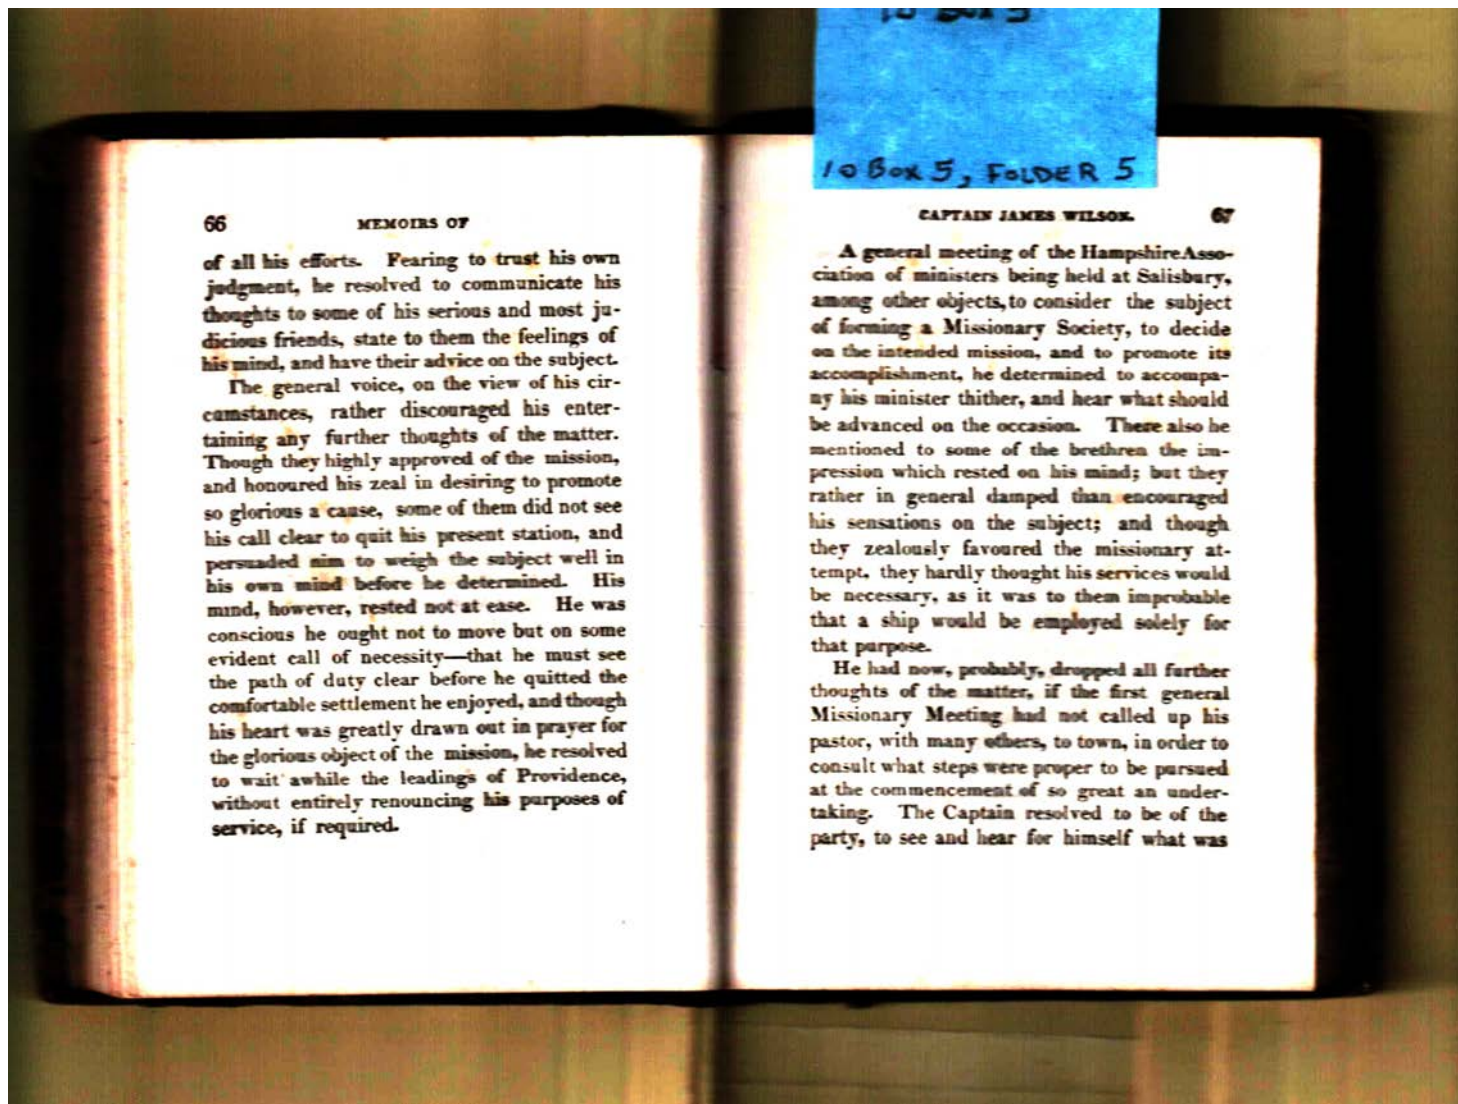 10 BOX 5, FOLDER 5
66 MEMOIRS OF
of all his efforts. Fearing to trust his own
judgment, he resolved to communicate his
thoughts to some of his serious and most ju-
dicious friends, state to them the feelings of
his mind, and have their advice on the subject.
The general voice, on the view of his cir-
cumstances, rather discouraged his enter-
taining any further thoughts of the matter.
Though they highly approved of the mission,
and honoured his zeal in desiring to promote
so glorious a cause, some of them did not see
his call clear to quit his present station, and
persuaded him to weigh the subject well in
his own mind before he determined. His
mind, however, rested not at ease. He was
conscious he ought not to move but on some
evident call of necessity—that he must see
the path of duty clear before he quitted the
comfortable settlement he enjoyed, and though
his heart was greatly drawn out in prayer for
the glorious object of the mission, he resolved
to wait awhile the leadings of Providence,
without entirely renouncing his purposes of
service, if required.
CAPTAIN JAMES WILSON. 67
A general meeting of the Hampshire Asso-
ciation of ministers being held at Salisbury,
among other objects, to consider the subject
of forming a Missionary Society, to decide
on the intended mission, and to promote its
accomplishment, he determined to accompa-
ny his minister thither, and hear what should
be advanced on the occasion. There also he
mentioned to some of the brethren the im-
pression which rested on his mind; but they
rather in general damped than encouraged
his sensations on the subject; and though
they zealously favoured the missionary at-
tempt, they hardly thought his services would
be necessary, as it was to them improbable
that a ship would be employed solely for
that purpose.
He had now, probably, dropped all further
thoughts of the matter, if the first general
Missionary Meeting had not called up his
pastor, with many others, to town, in order to
consult what steps were proper to be pursued
at the commencement of so great an under-
taking. The Captain resolved to be of the
party, to see and hear for himself what was